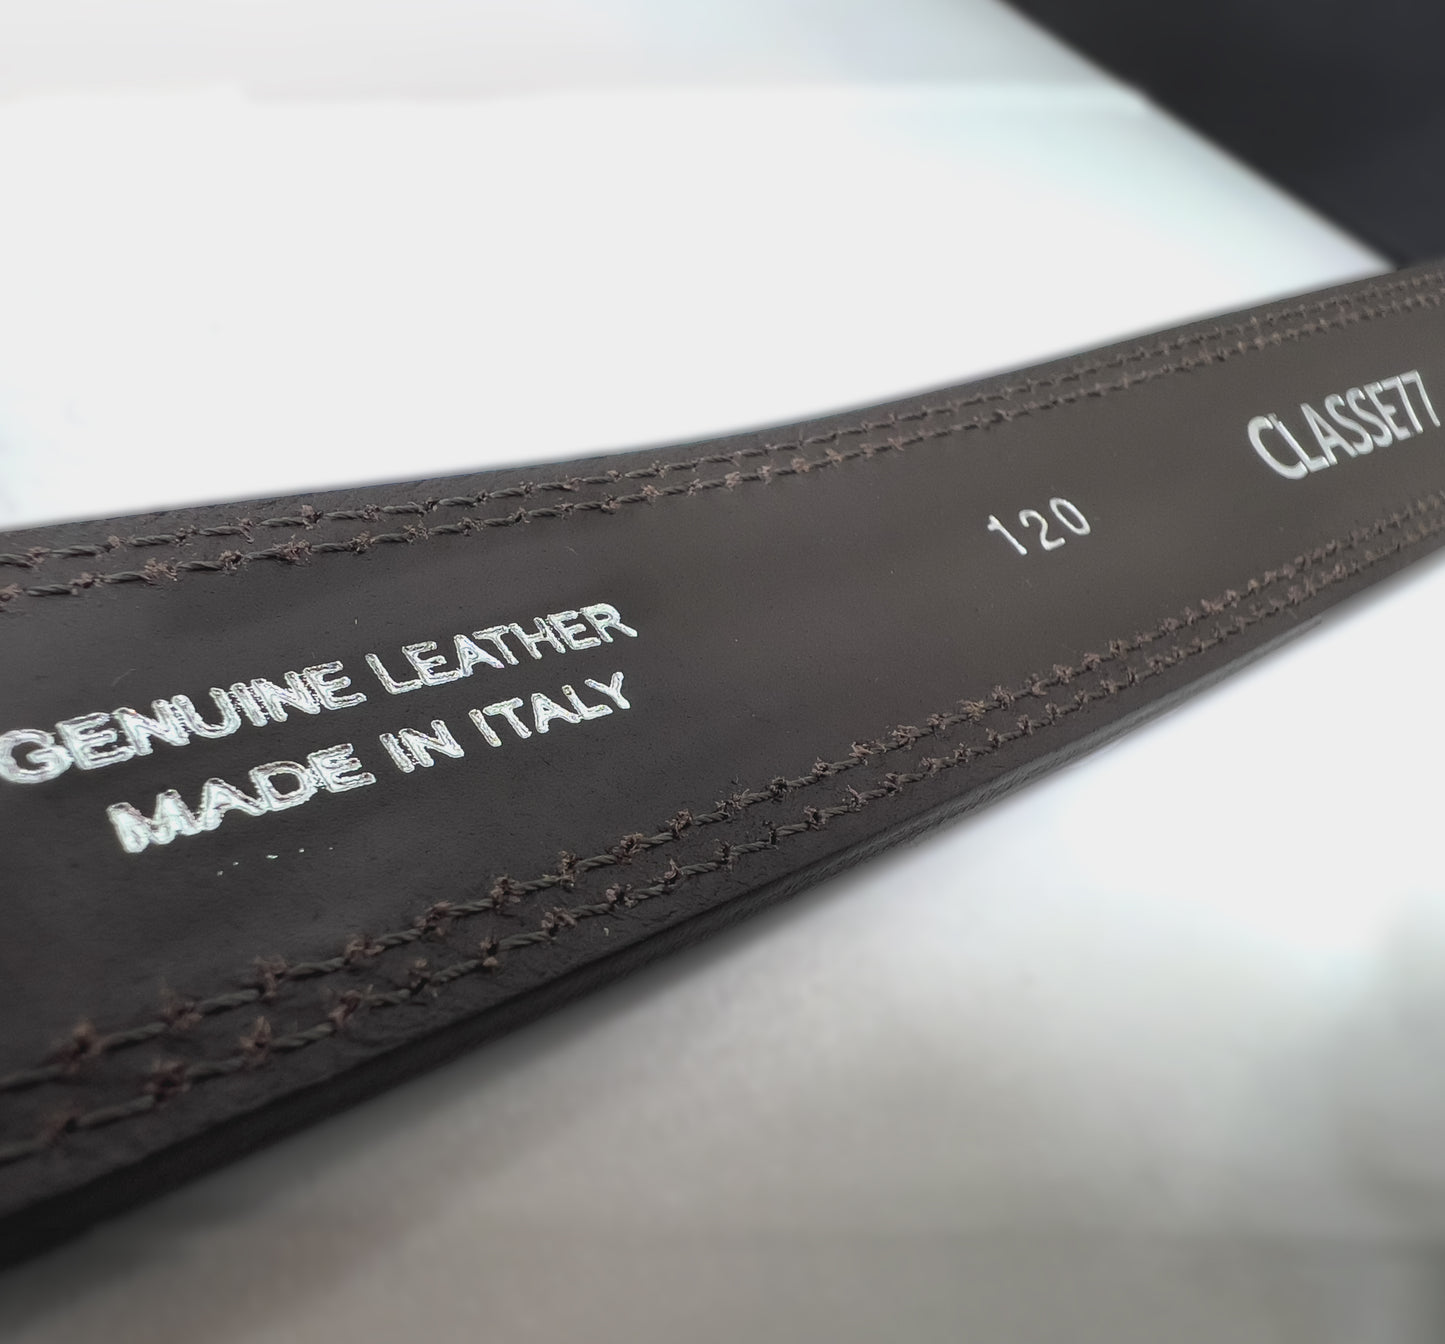 GENUINE LEATHER
MADE IN ITALY
120
CLASSE77